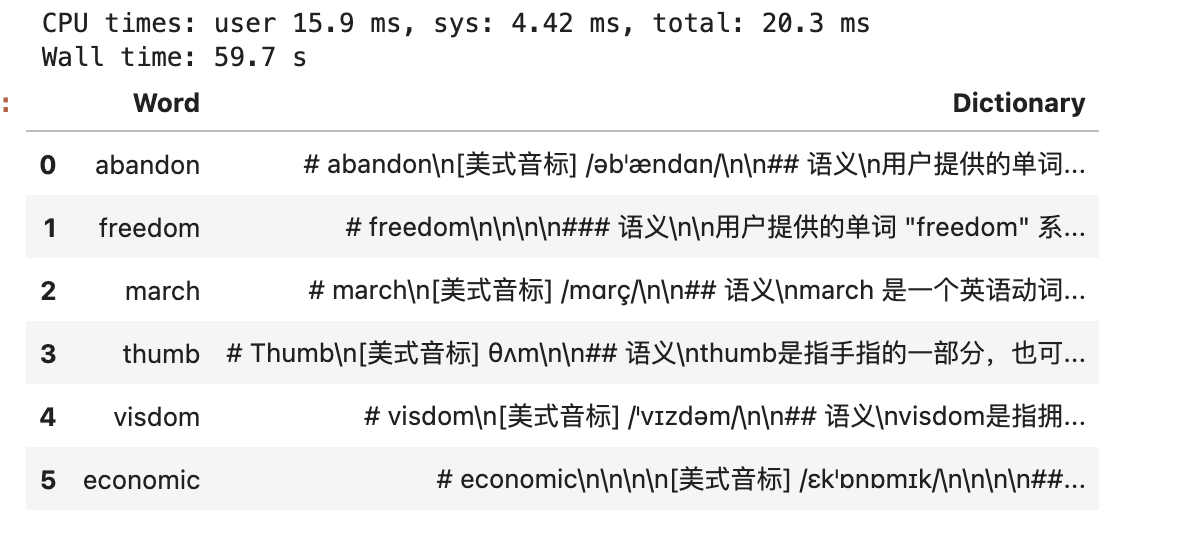 CPU times: user 15.9 ms, sys: 4.42 ms, total: 20.3 ms
Wall time: 59.7 s
:
Word Dictionary
0 abandon # abandon\n[美式音标] /əbˈændɑn/\n\n## 语义\n用户提供的单词...
1 freedom # freedom\n\n\n\n### 语义\n\n用户提供的单词 "freedom" 系...
2 march # march\n[美式音标] /mɑrç/\n\n## 语义\nmarch 是一个英语动词...
3 thumb # Thumb\n[美式音标] θʌm\n\n## 语义\nthumb是指手指的一部分，也可...
4 visdom # visdom\n[美式音标] /ˈvɪzdəm/\n\n## 语义\nvisdom是指拥...
5 economic # economic\n\n\n\n[美式音标] /ɛkˈɒnɒmɪk/\n\n\n\n##...